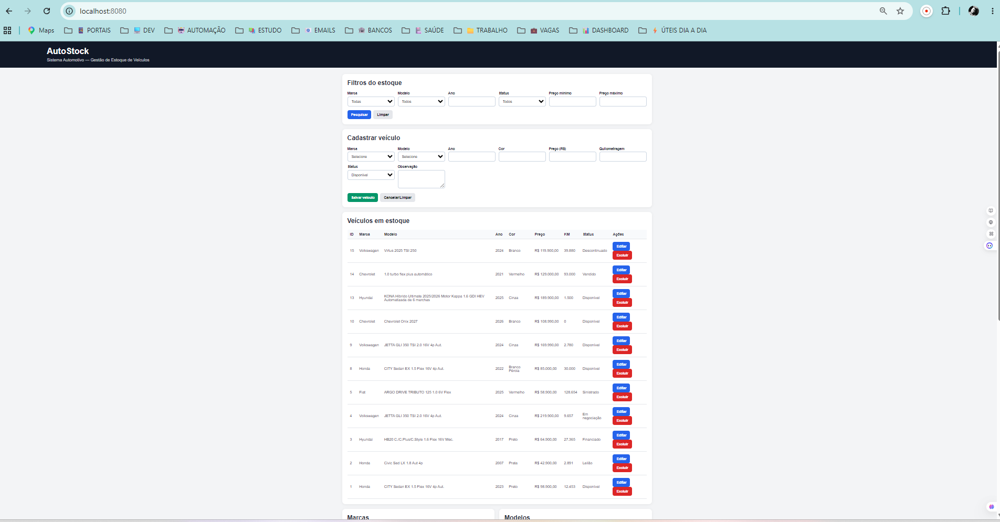 localhost:8080
Maps PORTAIS DEV AUTOMAÇÃO ESTUDO EMAILS BANCOS SAÚDE TRABALHO VAGAS DASHBOARD ÚTEIS DIA A DIA
AutoStock
Sistema Automotivo — Gestão de Estoque de Veículos
Filtros do estoque
Marca Modelo Ano Status Preço mínimo Preço máximo
Todas Todos Todos
Pesquisar Limpar
Cadastrar veículo
Marca Modelo Ano Cor Preço (R$) Quilometragem
Selecione Selecione
Status Observação
Disponível
Salvar veículo Cancelar/Limpar
Veículos em estoque
ID Marca Modelo Ano Cor Preço KM Status Ações
15 Volkswagen Virtus 2025 TSI 250 2024 Branco R$ 119.900,00 39.880 Descontinuado Editar Excluir
14 Chevrolet 1.0 turbo flex plus automático 2021 Vermelho R$ 129.000,00 93.000 Vendido Editar Excluir
13 Hyundai KONA Híbrido Ultimate 2025/2026 Motor Kappa 1.6 GDI HEV Automatizada de 6 marchas 2025 Cinza R$ 189.900,00 1.500 Disponível Editar Excluir
10 Chevrolet Chevrolet Onix 2027 2026 Branco R$ 108.990,00 0 Disponível Editar Excluir
9 Volkswagen JETTA GLI 350 TSI 2.0 16V 4p Aut. 2024 Cinza R$ 169.990,00 2.780 Disponível Editar Excluir
8 Honda CITY Sedan EX 1.5 Flex 16V 4p Aut. 2022 Branco Pérola R$ 85.000,00 30.000 Disponível Editar Excluir
5 Fiat ARGO DRIVE TRIBUTO 125 1.0 6V Flex 2025 Vermelho R$ 58.900,00 128.654 Sinistrado Editar Excluir
4 Volkswagen JETTA GLI 350 TSI 2.0 16V 4p Aut. 2024 Cinza R$ 219.900,00 9.657 Em negociação Editar Excluir
3 Hyundai HB20 C./C.Plus/C.Style 1.6 Flex 16V Mec. 2017 Preto R$ 64.900,00 27.365 Financiado Editar Excluir
2 Honda Civic Sed LX 1.8 Aut 4p 2007 Prata R$ 42.900,00 2.891 Leilão Editar Excluir
1 Honda CITY Sedan EX 1.5 Flex 16V 4p Aut. 2023 Preto R$ 98.900,00 12.453 Disponível Editar Excluir
Marcas Modelos